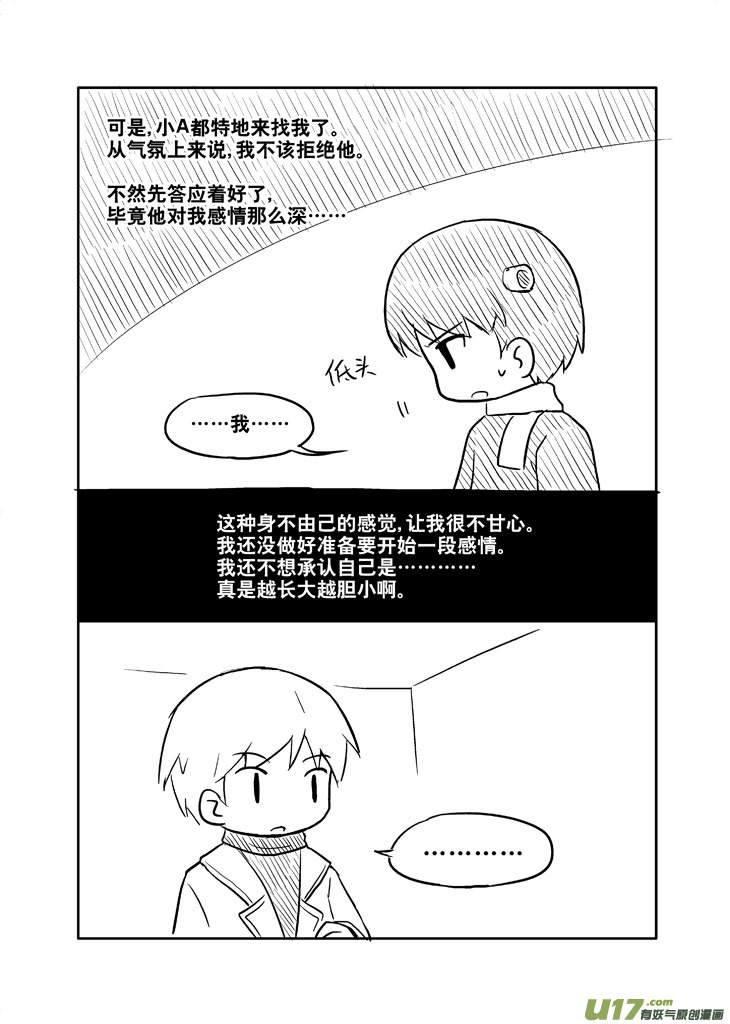 可是,小A都特地来找我了。
从气氛上来说,我不该拒绝他。
不然先答应着好了,
毕竟他对我感情那么深……
低头
……我……
这种身不由己的感觉,让我很不甘心。
我还没做好准备要开始一段感情。
我还不想承认自己是…………
真是越长大越胆小啊。
…………
U17.com
有妖气原创漫画